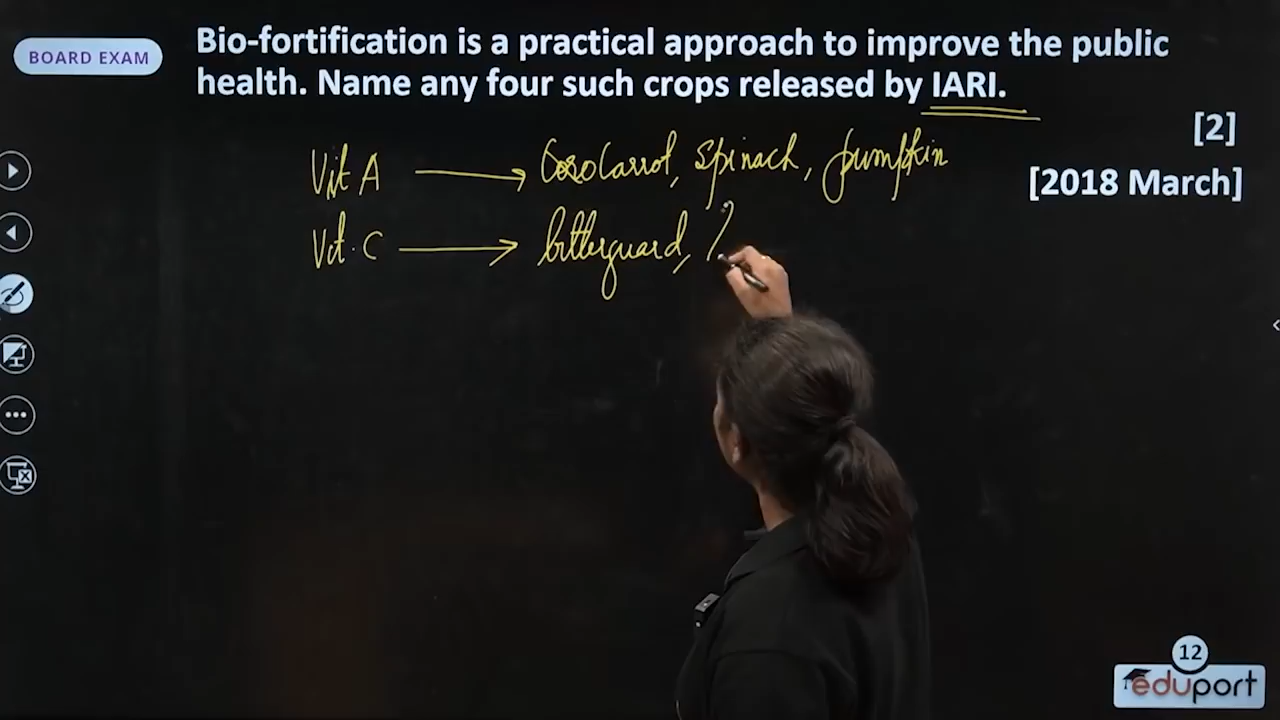 BOARD EXAM
Bio-fortification is a practical approach to improve the public
health. Name any four such crops released by IARI.
[2]
[2018 March]
Vit A → Carrot, spinach, pumpkin
Vit. C → bitterguard,
12
eduport